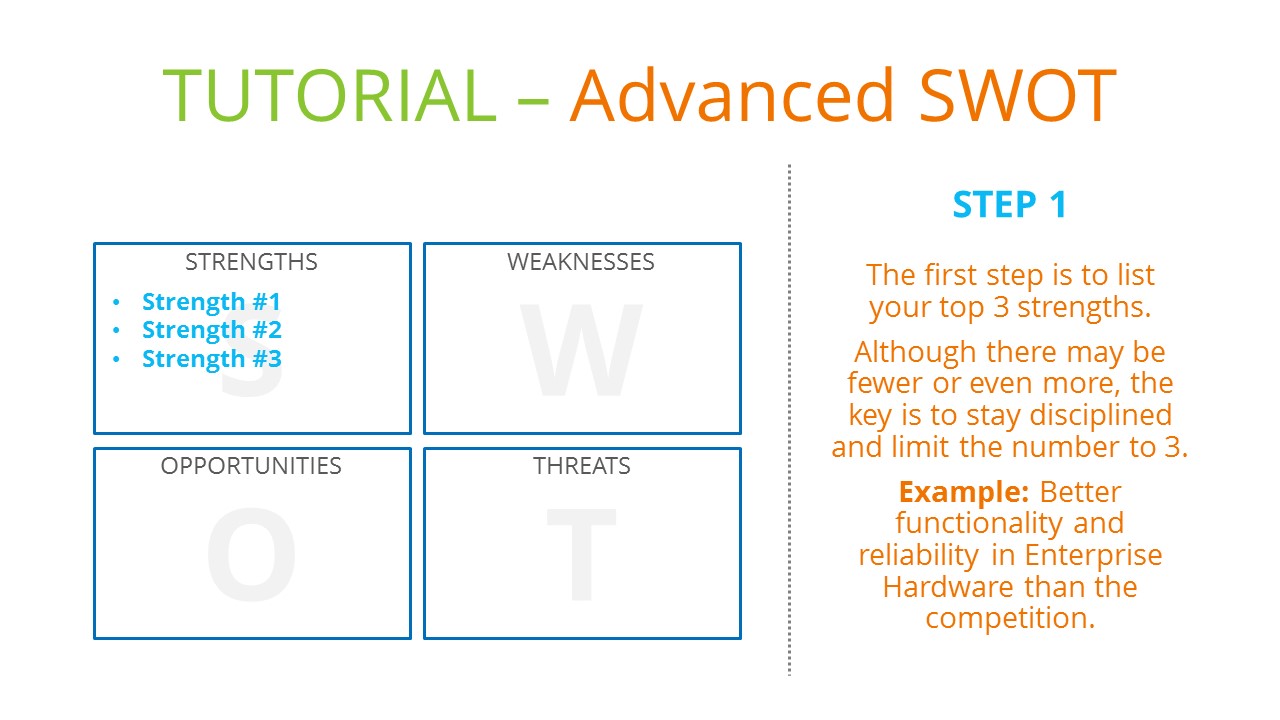 TUTORIAL – Advanced SWOT
STRENGTHS
• Strength #1
• Strength #2
• Strength #3
S
WEAKNESSES
W
OPPORTUNITIES
O
THREATS
T
STEP 1
The first step is to list
your top 3 strengths.
Although there may be
fewer or even more, the
key is to stay disciplined
and limit the number to 3.
Example: Better
functionality and
reliability in Enterprise
Hardware than the
competition.